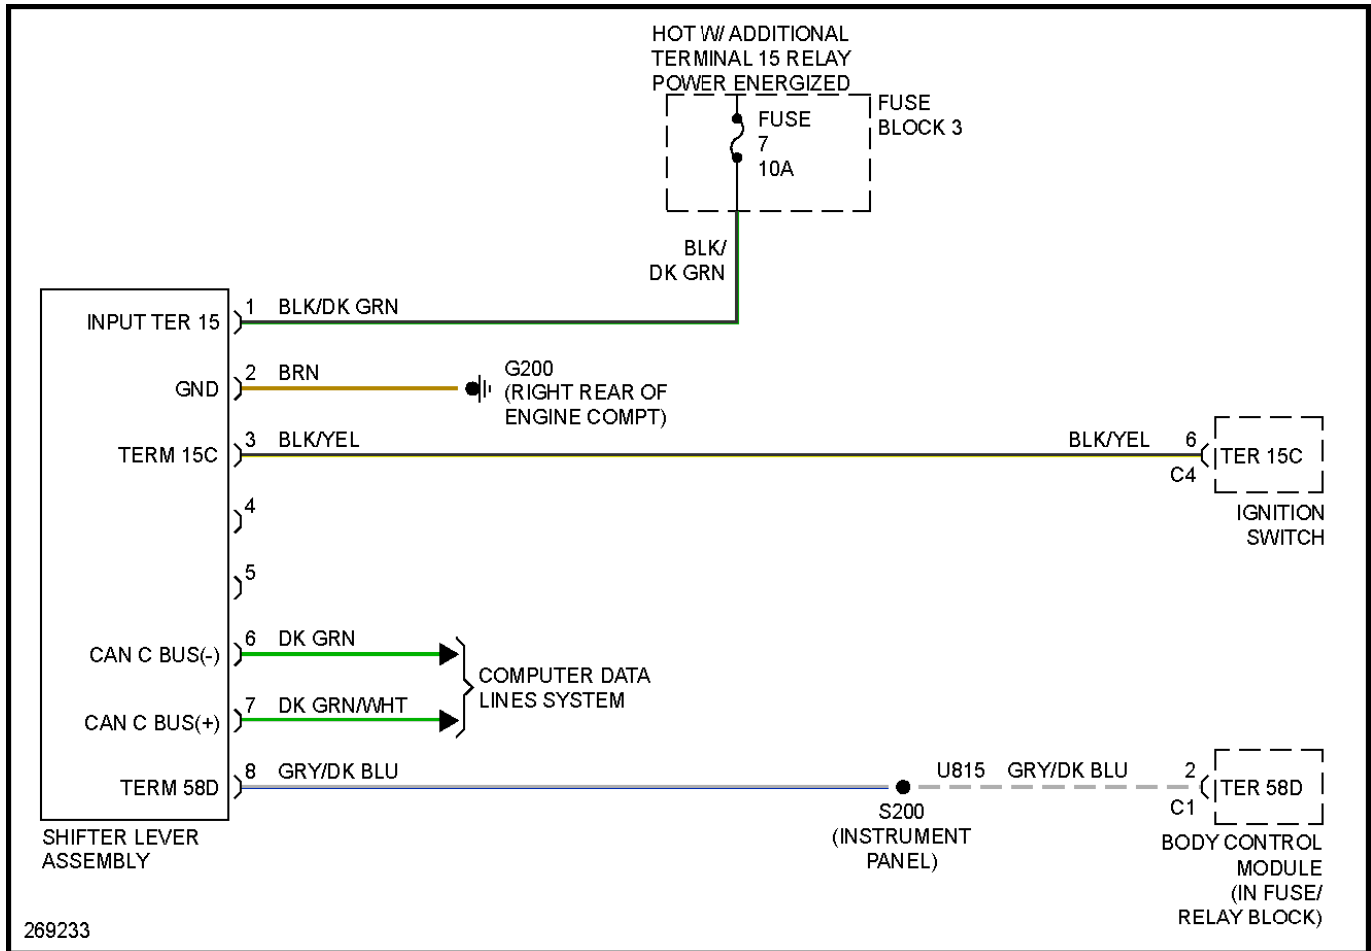 HOT W/ ADDITIONAL
TERMINAL 15 RELAY
POWER ENERGIZED
FUSE
7
10A
FUSE
BLOCK 3
BLK/
DK GRN
INPUT TER 15
1 BLK/DK GRN
GND
2 BRN
G200
(RIGHT REAR OF
ENGINE COMPT)
TERM 15C
3 BLK/YEL
BLK/YEL 6
C4
TER 15C
IGNITION
SWITCH
4
5
CAN C BUS(-)
6 DK GRN
CAN C BUS(+)
7 DK GRN/WHT
COMPUTER DATA
LINES SYSTEM
TERM 58D
8 GRY/DK BLU
S200
(INSTRUMENT
PANEL)
U815 GRY/DK BLU 2
C1
TER 58D
BODY CONTROL
MODULE
(IN FUSE/
RELAY BLOCK)
SHIFTER LEVER
ASSEMBLY
269233